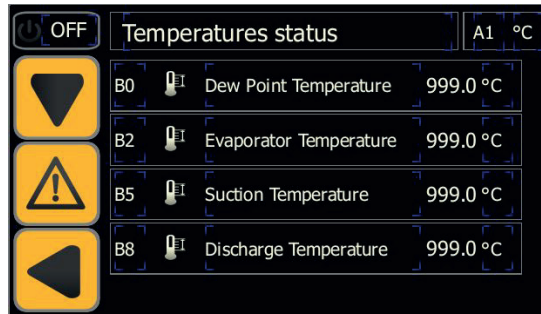 OFF Temperatures status A1 °C
B0 Dew Point Temperature 999.0 °C
B2 Evaporator Temperature 999.0 °C
B5 Suction Temperature 999.0 °C
B8 Discharge Temperature 999.0 °C